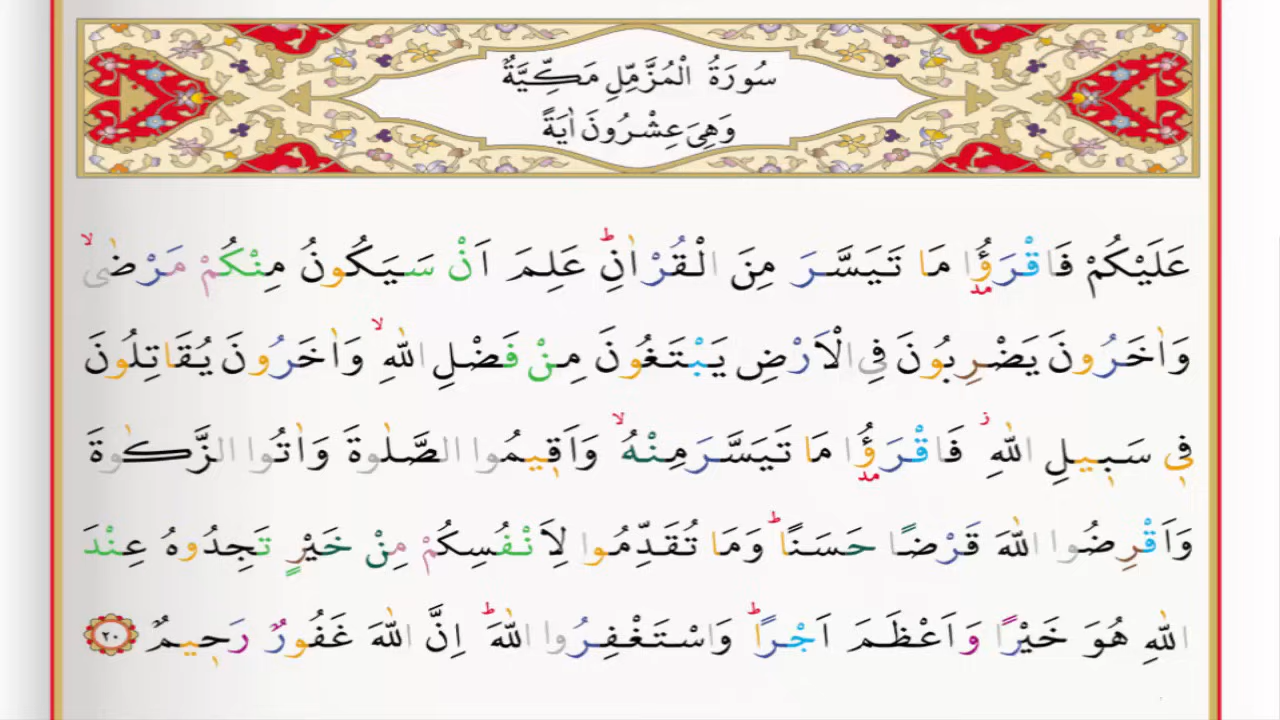 سُورَةُ الْمُزَّمِّلِ مَكِّيَّةٌ
وَهِيَ عِشْرُونَ اٰيَةً
عَلَيْكُمْ فَاقْرَؤُ۫ا مَا تَيَسَّرَ مِنَ الْقُرْاٰنِۜ عَلِمَ اَنْ سَيَكُونُ مِنْكُمْ مَرْضٰىۙ
وَاٰخَرُونَ يَضْرِبُونَ فِي الْاَرْضِ يَبْتَغُونَ مِنْ فَضْلِ اللّٰهِۙ وَاٰخَرُونَ يُقَاتِلُونَ
فٖي سَبٖيلِ اللّٰهِۘ فَاقْرَؤُ۫ا مَا تَيَسَّرَ مِنْهُۙ وَاَقٖيمُوا الصَّلٰوةَ وَاٰتُوا الزَّكٰوةَ
وَاَقْرِضُوا اللّٰهَ قَرْضًا حَسَنًاؕ وَمَا تُقَدِّمُوا لِاَنْفُسِكُمْ مِنْ خَيْرٍ تَجِدُوهُ عِنْدَ
اللّٰهِ هُوَ خَيْرًا وَاَعْظَمَ اَجْرًاؕ وَاسْتَغْفِرُوا اللّٰهَؕ اِنَّ اللّٰهَ غَفُورٌ رَحٖيمٌ ٢٠